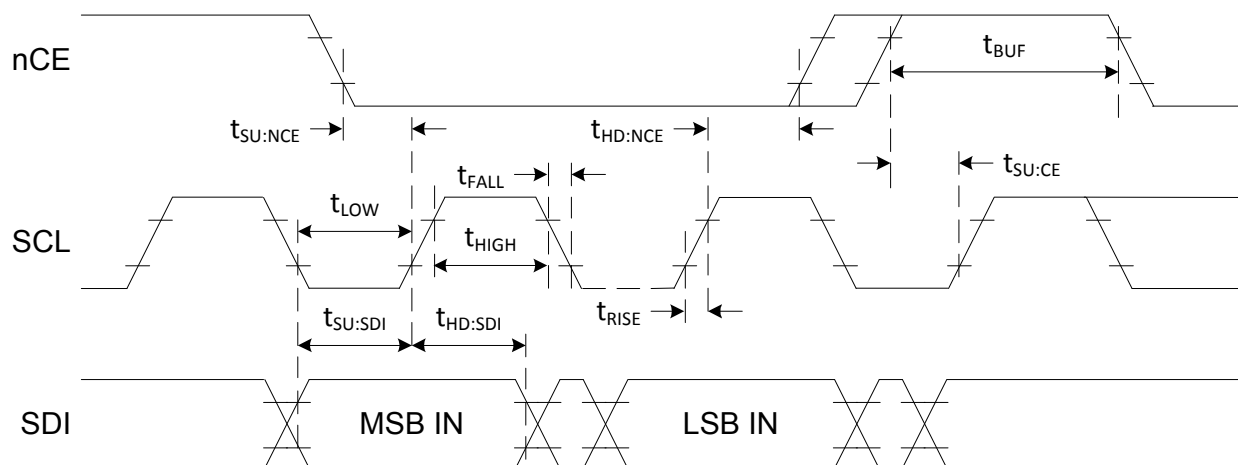 nCE
tBUF
tSU:NCE
tHD:NCE
tSU:CE
tFALL
tLOW
SCL
tHIGH
tRISE
tSU:SDI
tHD:SDI
SDI
MSB IN
LSB IN